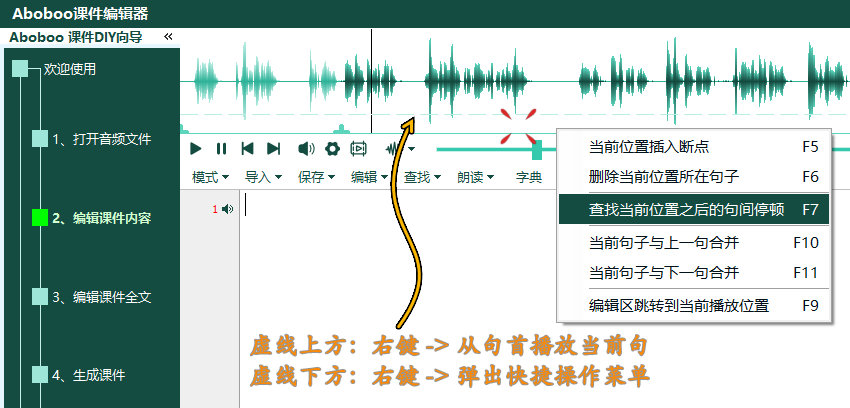 Aboboo课件编辑器
Aboboo 课件DIY向导 «
欢迎使用
1、打开音频文件
2、编辑课件内容
3、编辑课件全文
4、生成课件
模式 导入 保存 编辑 查找 朗读 字典
1
当前位置插入断点 F5
删除当前位置所在句子 F6
查找当前位置之后的句间停顿 F7
当前句子与上一句合并 F10
当前句子与下一句合并 F11
编辑区跳转到当前播放位置 F9
虚线上方：右键 -> 从句首播放当前句
虚线下方：右键 -> 弹出快捷操作菜单